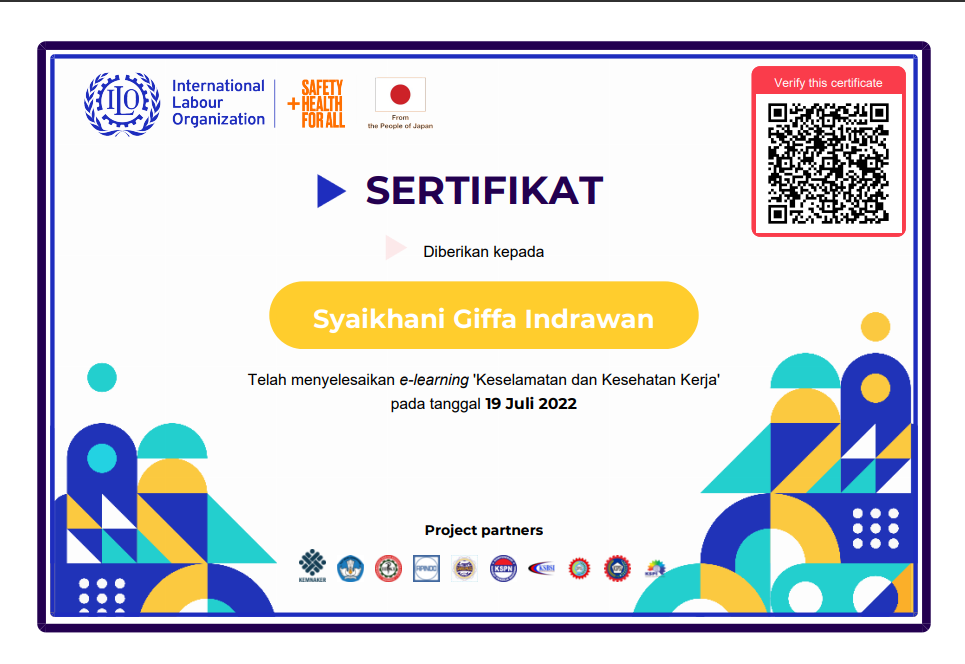 International
Labour
Organization
ILO
SAFETY
+ HEALTH
FOR ALL
From
the People of Japan
Verify this certificate
SERTIFIKAT
Diberikan kepada
Syaikhani Giffa Indrawan
Telah menyelesaikan e-learning 'Keselamatan dan Kesehatan Kerja'
pada tanggal 19 Juli 2022
Project partners
KEMNAKER
APINDO
KSPN
KSBSI
KSPI